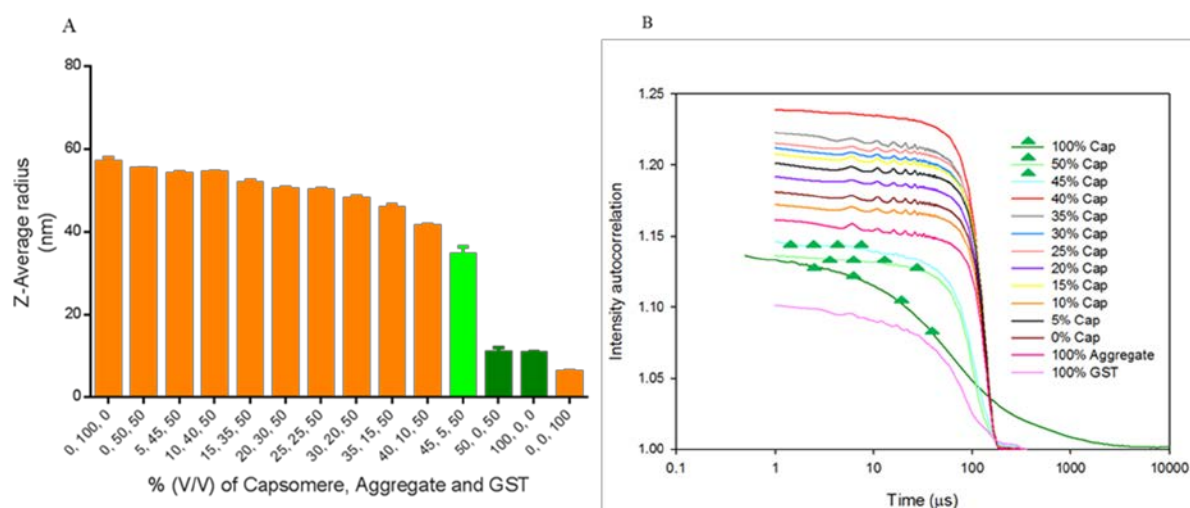 A
80
60
40
20
0
Z-Average radius
(nm)
0, 100, 0
0, 50, 50
5, 45, 50
10, 40, 50
15, 35, 50
20, 30, 50
25, 25, 50
30, 20, 50
35, 15, 50
40, 10, 50
45, 5, 50
50, 0, 50
100, 0, 0
0, 0, 100
% (V/V) of Capsomere, Aggregate and GST
B
1.25
1.20
1.15
1.10
1.05
1.00
Intensity autocorrelation
100% Cap
50% Cap
45% Cap
40% Cap
35% Cap
30% Cap
25% Cap
20% Cap
15% Cap
10% Cap
5% Cap
0% Cap
100% Aggregate
100% GST
0.1 1 10 100 1000 10000
Time (μs)